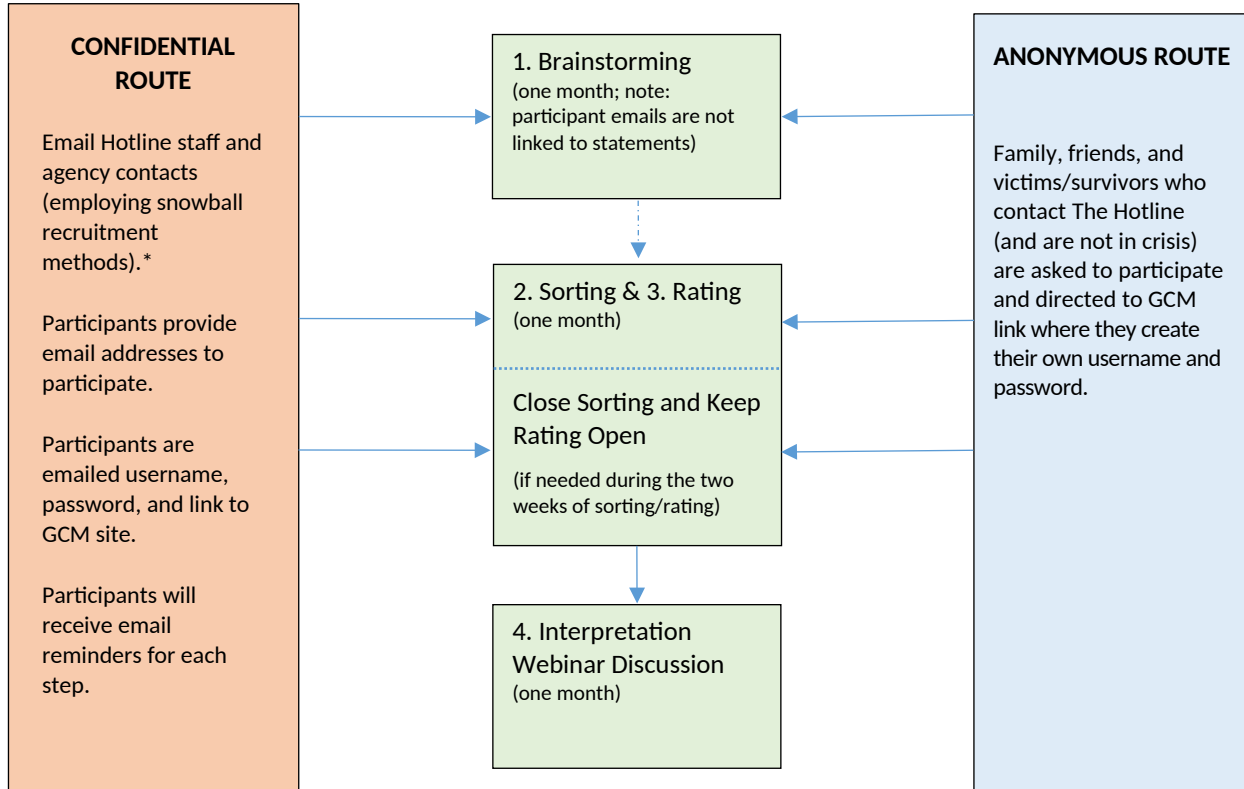 CONFIDENTIAL
ROUTE
Email Hotline staff and
agency contacts
(employing snowball
recruitment
methods).*
Participants provide
email addresses to
participate.
Participants are
emailed username,
password, and link to
GCM site.
Participants will
receive email
reminders for each
step.
1. Brainstorming
(one month; note:
participant emails are not
linked to statements)
2. Sorting & 3. Rating
(one month)
Close Sorting and Keep
Rating Open
(if needed during the two
weeks of sorting/rating)
4. Interpretation
Webinar Discussion
(one month)
ANONYMOUS ROUTE
Family, friends, and
victims/survivors who
contact The Hotline
(and are not in crisis)
are asked to participate
and directed to GCM
link where they create
their own username and
password.